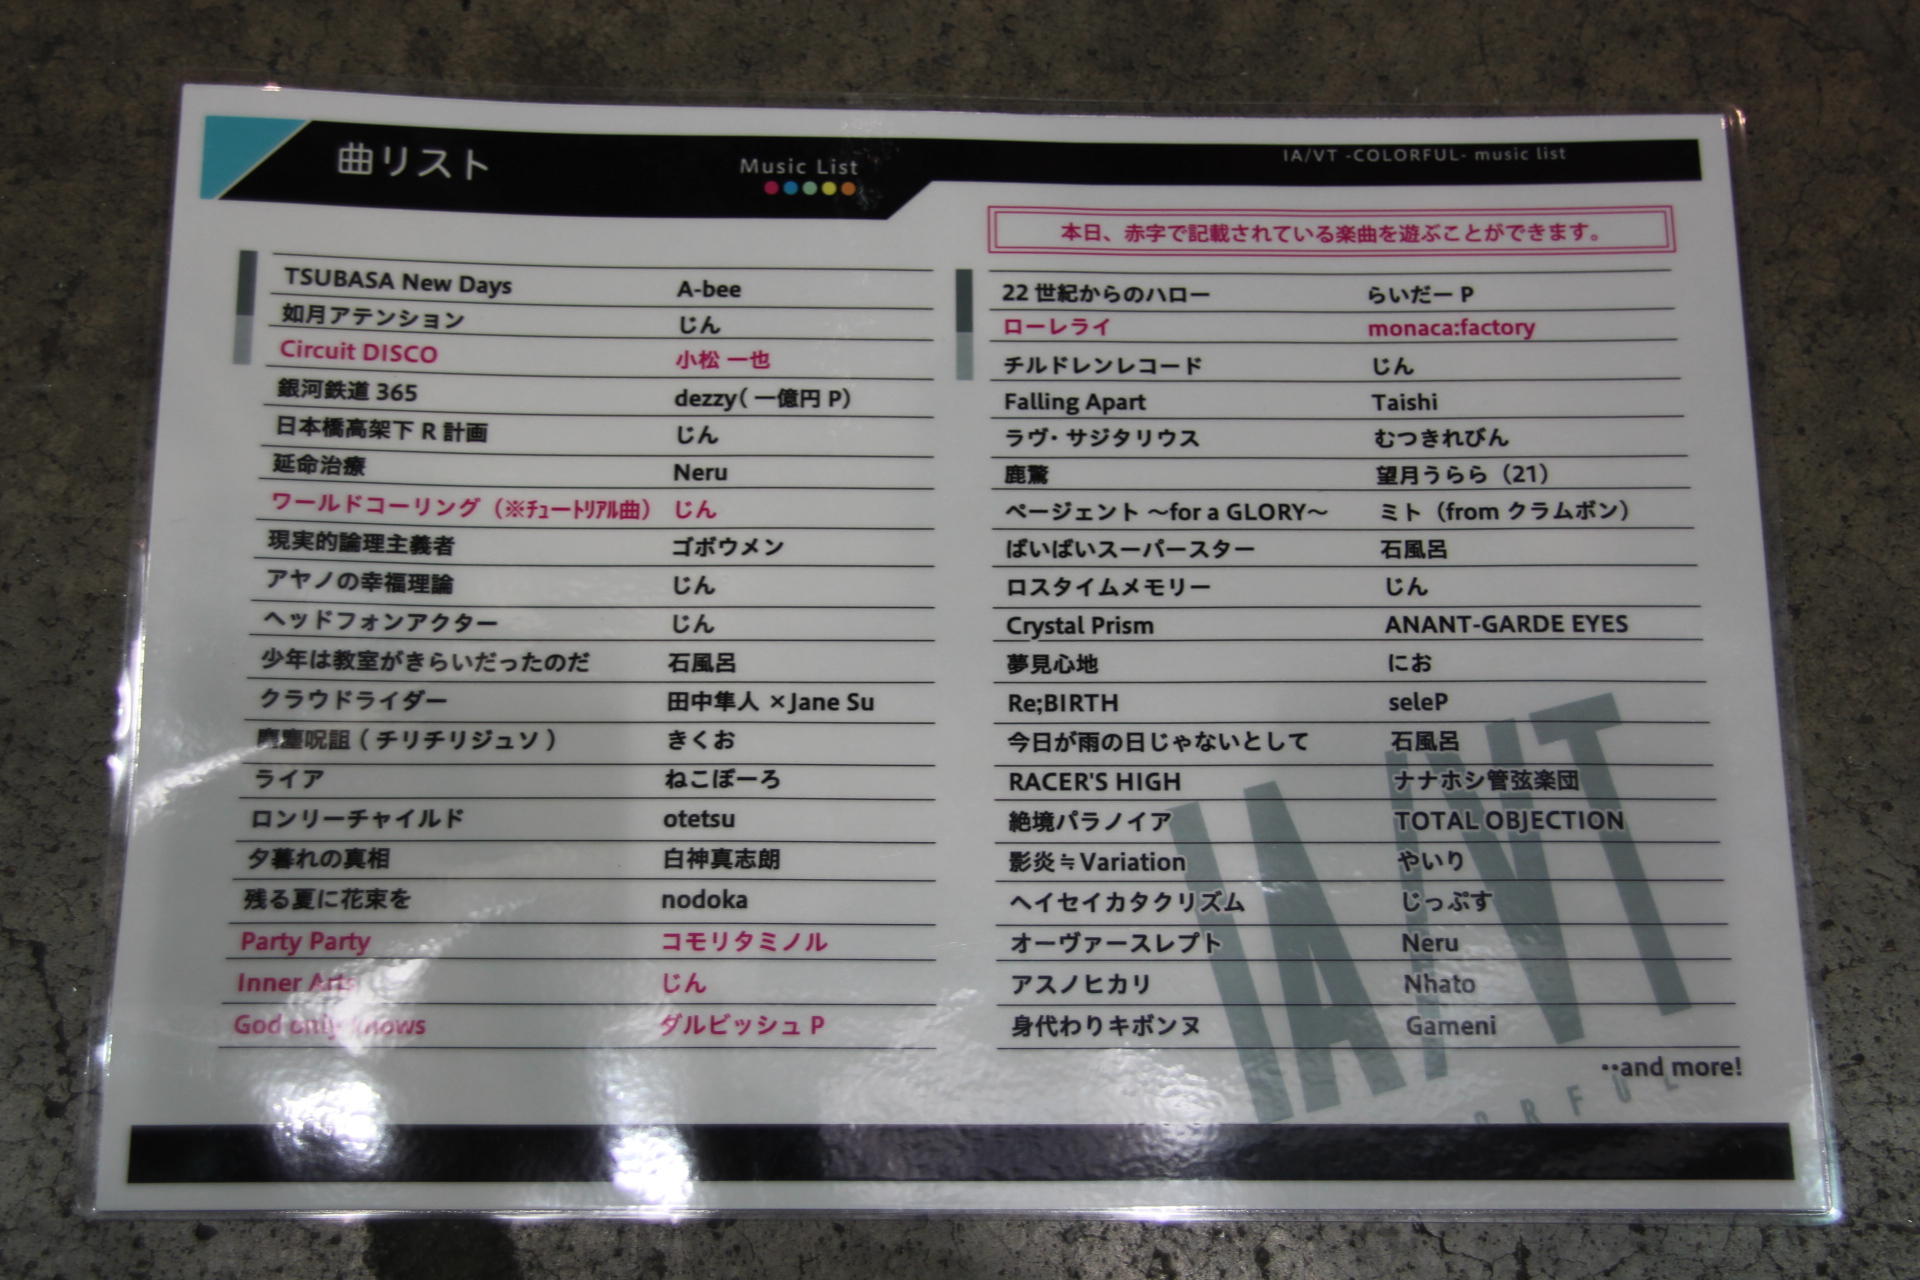 曲リスト
Music List
IA/VT -COLORFUL- music list
本日、赤字で記載されている楽曲を遊ぶことができます。
TSUBASA New Days A-bee
如月アテンション じん
Circuit DISCO 小松 一也
銀河鉄道 365 dezzy( 一億円 P)
日本橋高架下 R 計画 じん
延命治療 Neru
ワールドコーリング（※ﾁｭｰﾄﾘｱﾙ曲） じん
現実的論理主義者 ゴボウメン
アヤノの幸福理論 じん
ヘッドフォンアクター じん
少年は教室がきらいだったのだ 石風呂
クラウドライダー 田中隼人 ×Jane Su
塵塵呪詛 ( チリチリジュソ ) きくお
ライア ねこぼーろ
ロンリーチャイルド otetsu
夕暮れの真相 白神真志朗
残る夏に花束を nodoka
Party Party コモリタミノル
Inner Arts じん
God only knows ダルビッシュ P
22 世紀からのハロー らいだー P
ローレライ monaca:factory
チルドレンレコード じん
Falling Apart Taishi
ラヴ・サジタリウス むつきれびん
鹿驚 望月うらら（21）
ページェント ～for a GLORY～ ミト（from クラムボン）
ばいばいスーパースター 石風呂
ロスタイムメモリー じん
Crystal Prism ANANT-GARDE EYES
夢見心地 にお
Re;BIRTH seleP
今日が雨の日じゃないとして 石風呂
RACER'S HIGH ナナホシ管弦楽団
絶境パラノイア TOTAL OBJECTION
影炎≒Variation やいり
ヘイセイカタクリズム じっぷす
オーヴァースレプト Neru
アスノヒカリ Nhato
身代わりキボンヌ Gameni
‥and more!
IA/VT